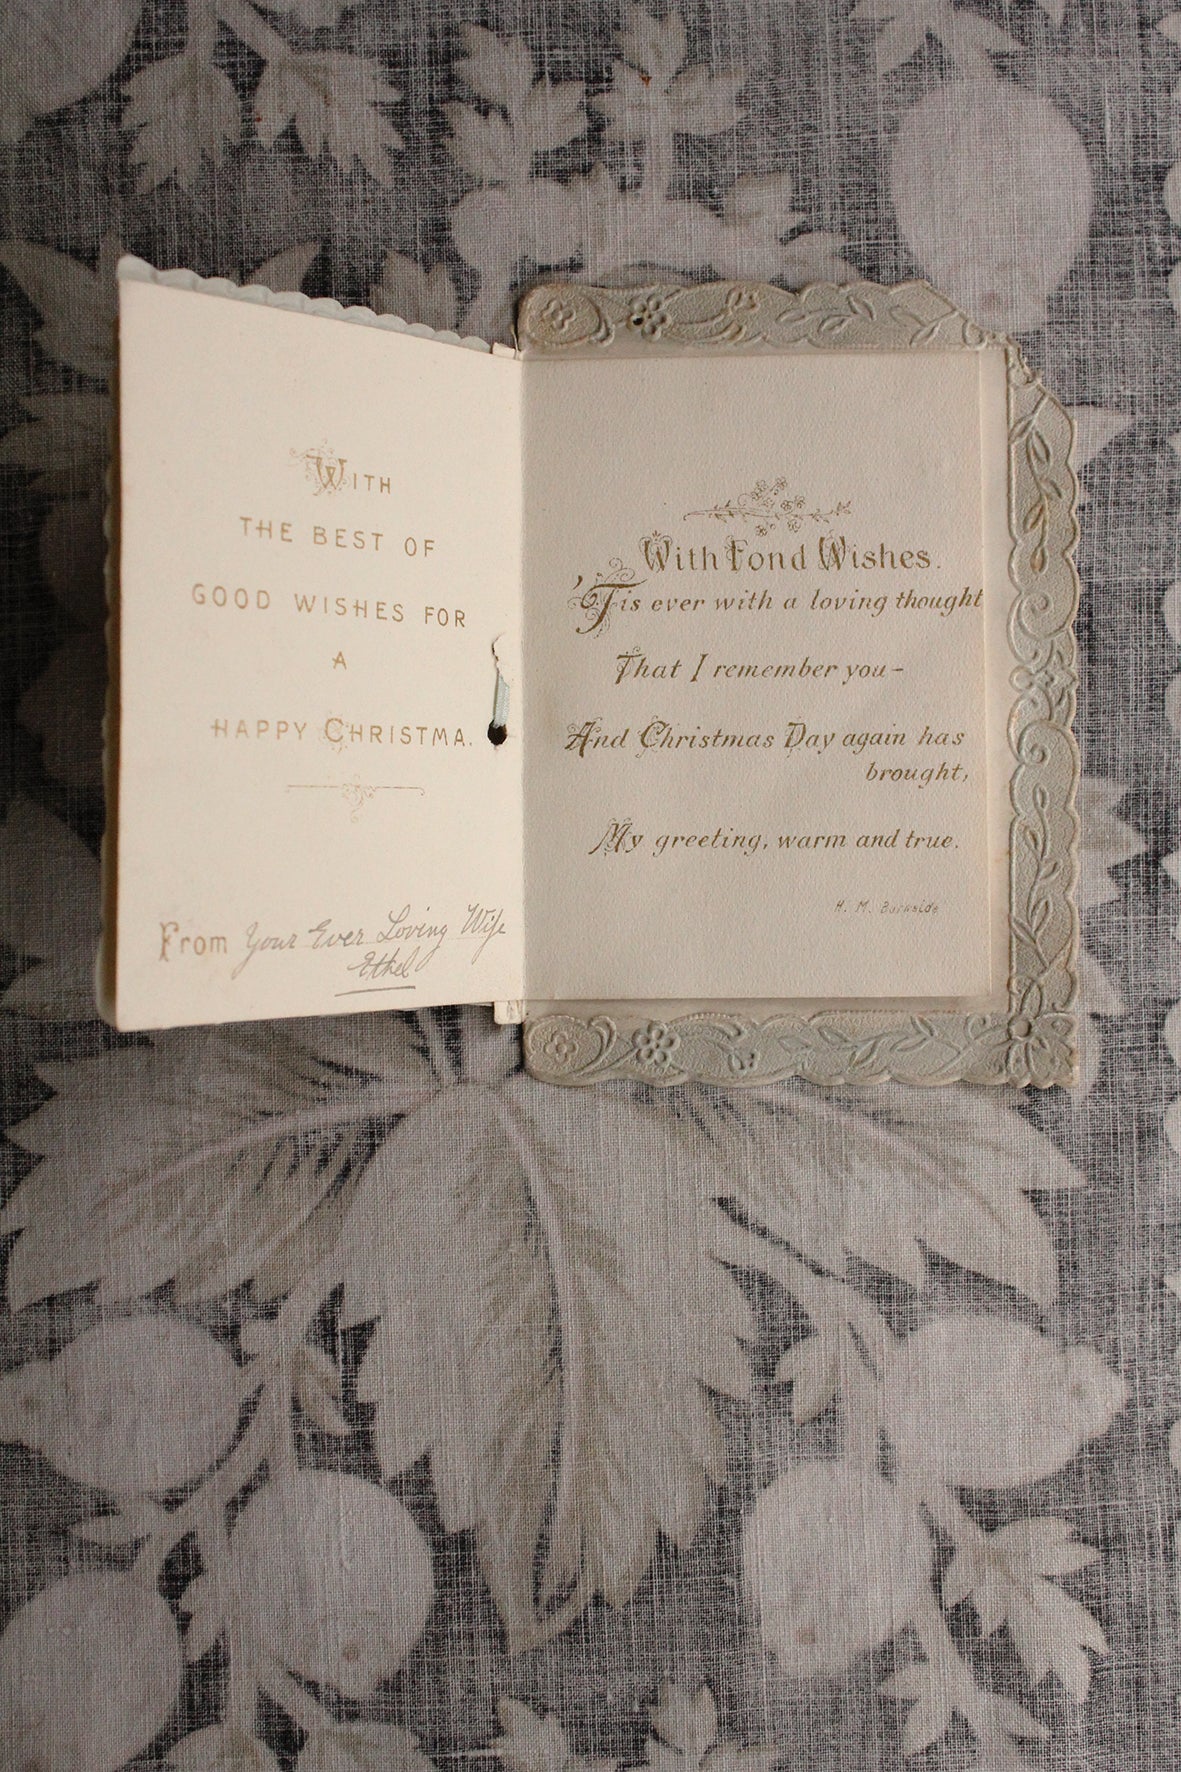 With
THE BEST OF
GOOD WISHES FOR
A
HAPPY CHRISTMA.
From Your Ever Loving Wife
Ethel
With Fond Wishes.
'Tis ever with a loving thought
That I remember you—
And Christmas Day again has
brought,
My greeting, warm and true.
H. M. Burnside